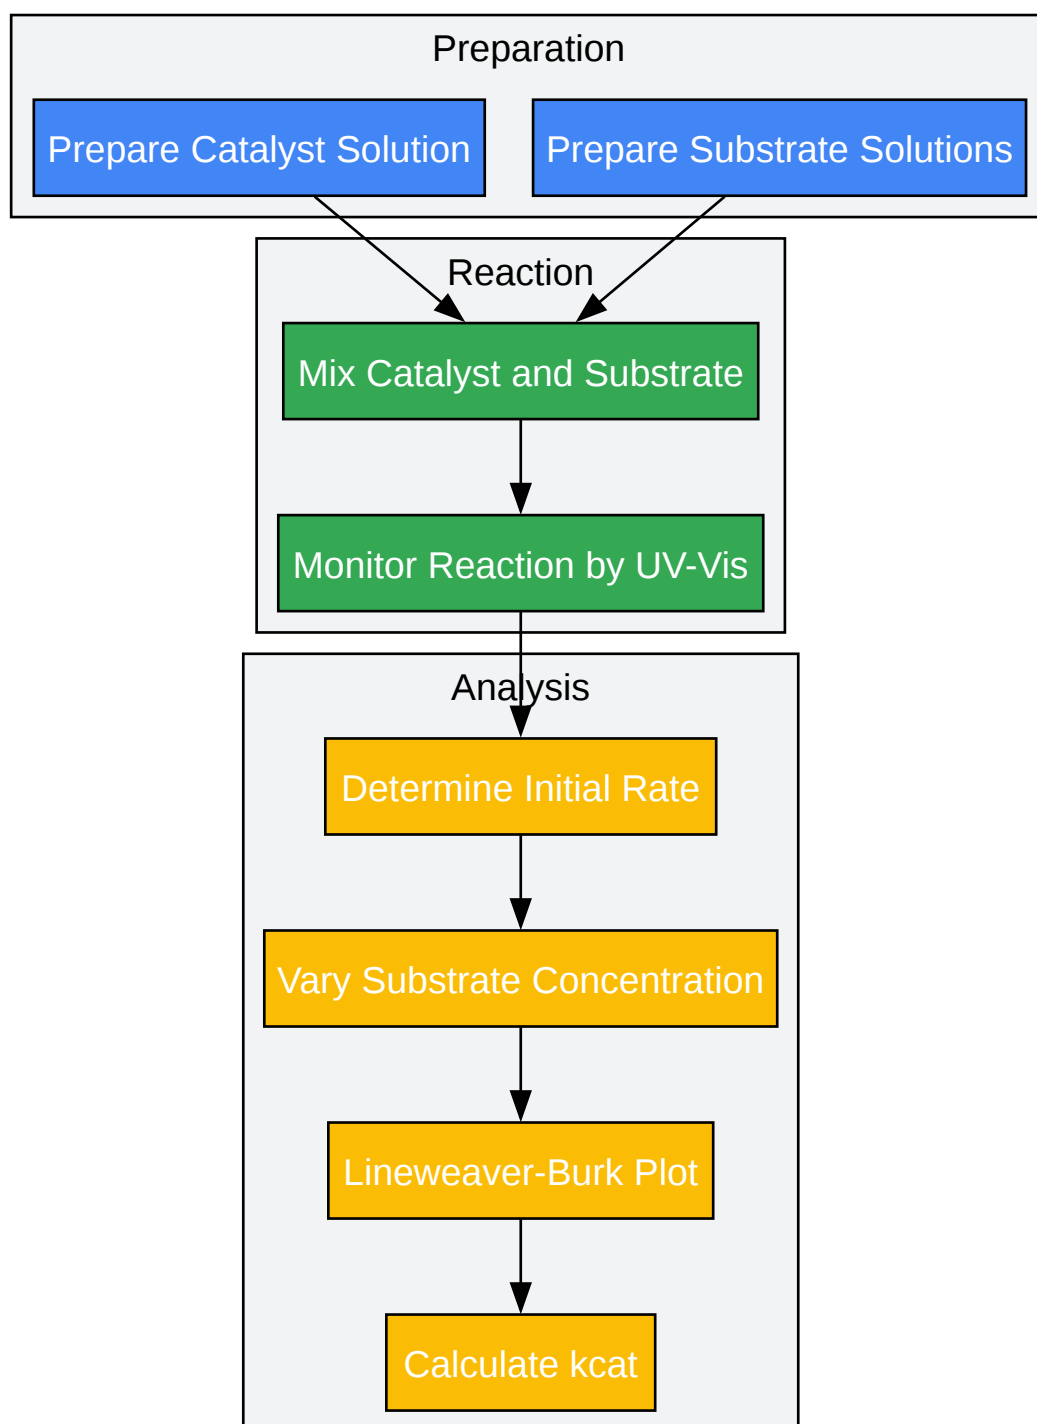 Preparation
Prepare Catalyst Solution
Prepare Substrate Solutions
Reaction
Mix Catalyst and Substrate
Monitor Reaction by UV-Vis
Analysis
Determine Initial Rate
Vary Substrate Concentration
Lineweaver-Burk Plot
Calculate kcat